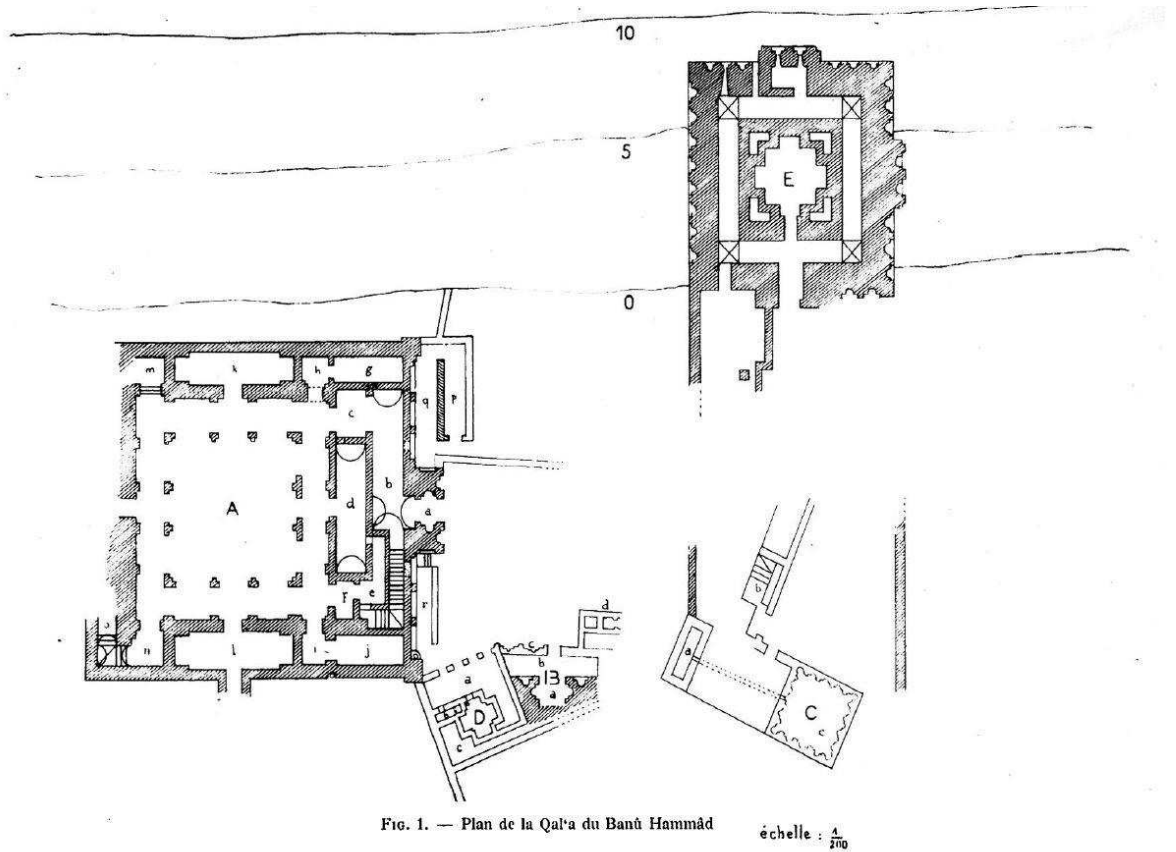 10
5
E
0
m
k
h
g
c
q
p
b
d
A
a
e
f
r
n
l
j
d
c
b
B
a
a
D
c
b
a
C
c
FIG. 1. — Plan de la Qal‘a du Banû Hammâd
échelle : 1/200